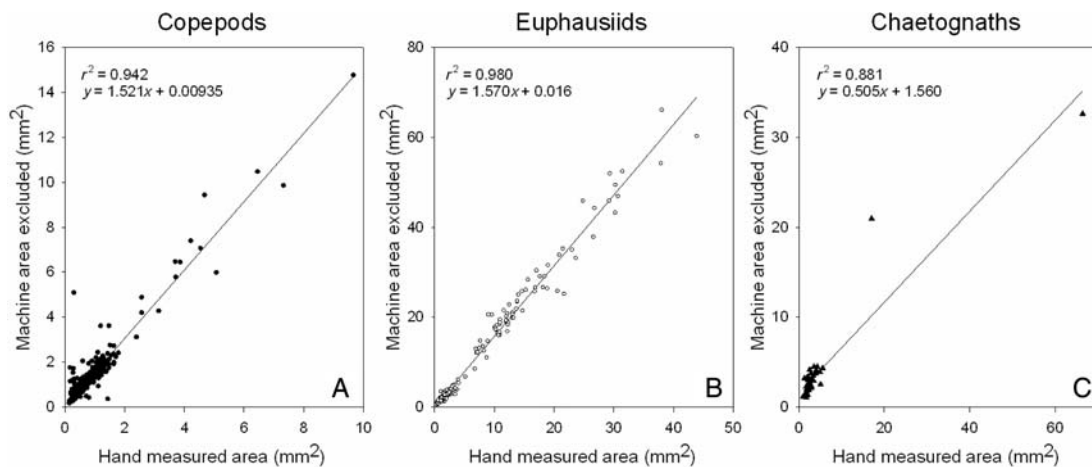 Copepods
Euphausiids
Chaetognaths
r² = 0.942
y = 1.521x + 0.00935
r² = 0.980
y = 1.570x + 0.016
r² = 0.881
y = 0.505x + 1.560
Machine area excluded (mm²)
16
14
12
10
8
6
4
2
0
0 2 4 6 8 10
Hand measured area (mm²)
A
Machine area excluded (mm²)
80
60
40
20
0
0 10 20 30 40 50
Hand measured area (mm²)
B
Machine area excluded (mm²)
40
30
20
10
0
0 20 40 60
Hand measured area (mm²)
C